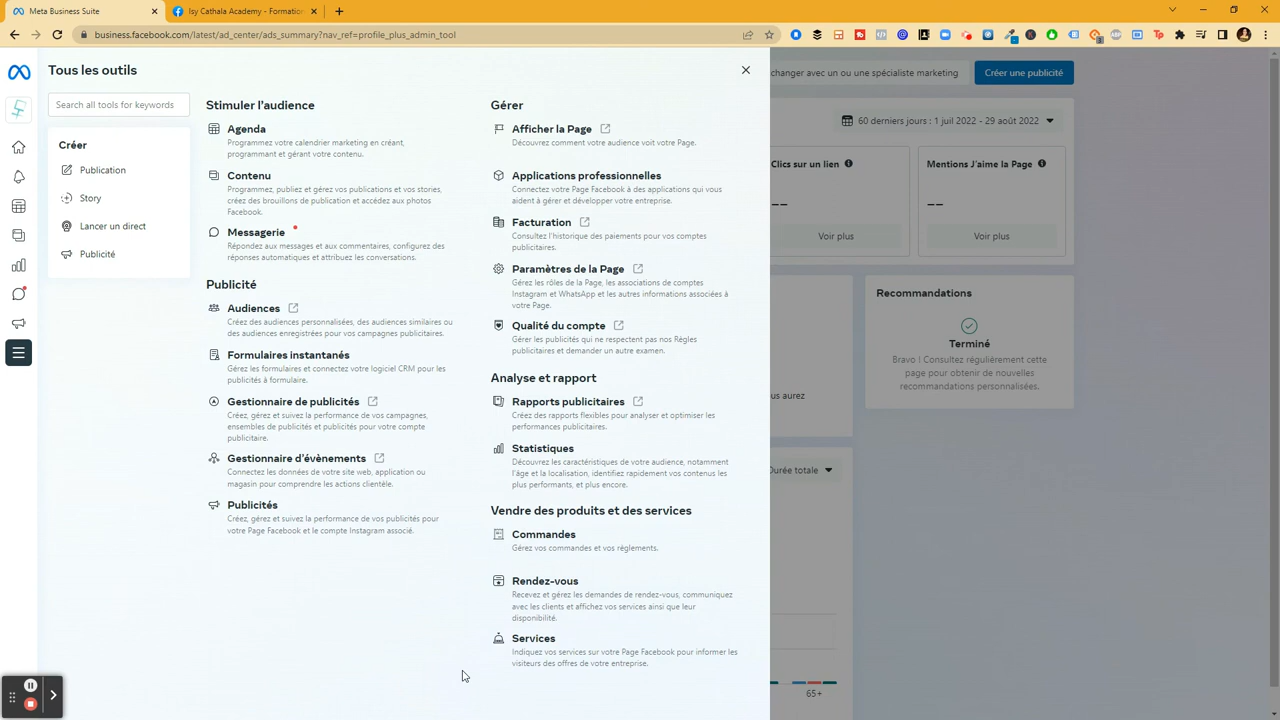 Meta Business Suite
Isy Cathala Academy - Formation
business.facebook.com/latest/ad_center/ads_summary?nav_ref=profile_plus_admin_tool
Tous les outils
Search all tools for keywords
Créer
Publication
Story
Lancer un direct
Publicité
Stimuler l’audience
Agenda
Programmez votre calendrier marketing en créant,
programmant et gérant votre contenu.
Contenu
Programmez, publiez et gérez vos publications et vos stories,
créez des brouillons de publication et accédez aux photos
Facebook.
Messagerie
Répondez aux messages et aux commentaires, configurez des
réponses automatiques et attribuez les conversations.
Publicité
Audiences
Créez des audiences personnalisées, des audiences similaires ou
des audiences enregistrées pour vos campagnes publicitaires.
Formulaires instantanés
Gérez les formulaires et connectez votre logiciel CRM pour les
publicités à formulaire.
Gestionnaire de publicités
Créez, gérez et suivez la performance de vos campagnes,
ensembles de publicités et publicités pour votre compte
publicitaire.
Gestionnaire d’évènements
Connectez les données de votre site web, application ou
magasin pour comprendre les actions clientèle.
Publicités
Créez, gérez et suivez la performance de vos publicités pour
votre Page Facebook et le compte Instagram associé.
Gérer
Afficher la Page
Découvrez comment votre audience voit votre Page.
Applications professionnelles
Connectez votre Page Facebook à des applications qui vous
aident à gérer et développer votre entreprise.
Facturation
Consultez l’historique des paiements pour vos comptes
publicitaires.
Paramètres de la Page
Gérez les rôles de la Page, les associations de comptes
Instagram et WhatsApp et les autres informations associées à
votre Page.
Qualité du compte
Gérer les publicités qui ne respectent pas nos Règles
publicitaires et demander un autre examen.
Analyse et rapport
Rapports publicitaires
Créez des rapports flexibles pour analyser et optimiser les
performances publicitaires.
Statistiques
Découvrez les caractéristiques de votre audience, notamment
l’âge et la localisation, identifiez rapidement vos contenus les
plus performants, et plus encore.
Vendre des produits et des services
Commandes
Gérez vos commandes et vos règlements.
Rendez-vous
Recevez et gérez les demandes de rendez-vous, communiquez
avec les clients et affichez vos services ainsi que leur
disponibilité.
Services
Indiquez vos services sur votre Page Facebook pour informer les
visiteurs des offres de votre entreprise.
changer avec un ou une spécialiste marketing
Créer une publicité
60 derniers jours : 1 juil 2022 - 29 août 2022
Clics sur un lien
--
Voir plus
Mentions J’aime la Page
--
Voir plus
Recommandations
Terminé
Bravo ! Consultez régulièrement cette
page pour obtenir de nouvelles
recommandations personnalisées.
us aurez
Durée totale
65+